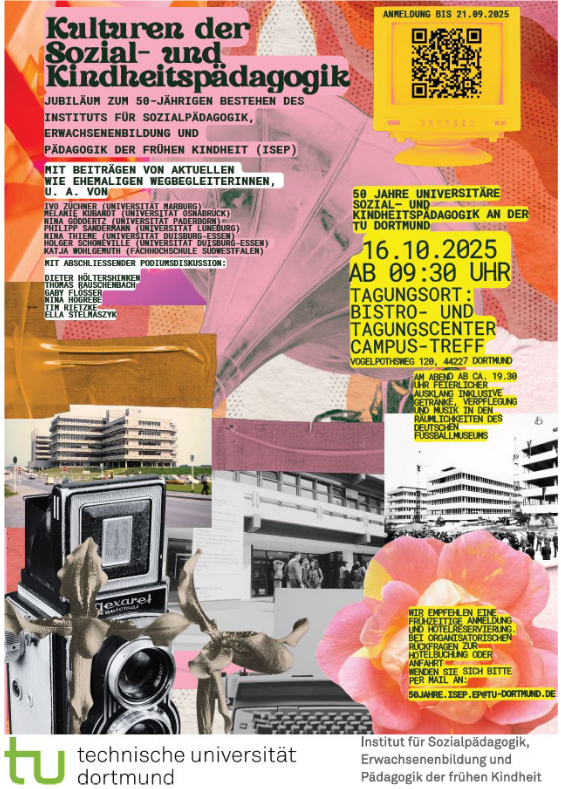 ANMELDUNG BIS 21.09.2025
Kulturen der
Sozial- und
Kindheitspädagogik
JUBILÄUM ZUM 50-JÄHRIGEN BESTEHEN DES
INSTITUTS FÜR SOZIALPÄDAGOGIK,
ERWACHSENENBILDUNG UND
PÄDAGOGIK DER FRÜHEN KINDHEIT (ISEP)
MIT BEITRÄGEN VON AKTUELLEN
WIE EHEMALIGEN WEGBEGLEITERINNEN,
U. A. VON
IVO ZÜCHNER (UNIVERSITÄT MARBURG)
MELANIE KUBANDT (UNIVERSITÄT OSNABRÜCK)
NINA GÖDDERTZ (UNIVERSITÄT PADERBORN)
PHILIPP SANDERMANN (UNIVERSITÄT LÜNEBURG)
NINA THIEME (UNIVERSITÄT DUISBURG-ESSEN)
HOLGER SCHONEVILLE (UNIVERSITÄT DUISBURG-ESSEN)
KATJA WOHLGEMUTH (FACHHOCHSCHULE SÜDWESTFALEN)
MIT ABSCHLIESSENDER PODIUMSDISKUSSION:
DIETER HÖLTERSHINKEN
THOMAS RAUSCHENBACH
GABY FLÖSSER
NINA HOGREBE
TIM RIETZKE
ELLA STELMASZYK
50 JAHRE UNIVERSITÄRE
SOZIAL- UND
KINDHEITSPÄDAGOGIK AN DER
TU DORTMUND
16.10.2025
AB 09:30 UHR
TAGUNGSORT:
BISTRO- UND
TAGUNGSCENTER
CAMPUS-TREFF
VOGELPOTHSWEG 120, 44227 DORTMUND
AM ABEND AB CA. 19.30
UHR FEIERLICHER
AUSKLANG INKLUSIVE
GETRÄNKE, VERPFLEGUNG
UND MUSIK IN DEN
RÄUMLICHKEITEN DES
DEUTSCHEN
FUSSBALLMUSEUMS
flexaret
automat
WIR EMPFEHLEN EINE
FRÜHZEITIGE ANMELDUNG
UND HOTELRESERVIERUNG.
BEI ORGANISATORISCHEN
RÜCKFRAGEN ZUR
HOTELBUCHUNG ODER
ANFAHRT
WENDEN SIE SICH BITTE
PER MAIL AN:
50JAHRE.ISEP.EP@TU-DORTMUND.DE
tu technische universität
dortmund
Institut für Sozialpädagogik,
Erwachsenenbildung und
Pädagogik der frühen Kindheit